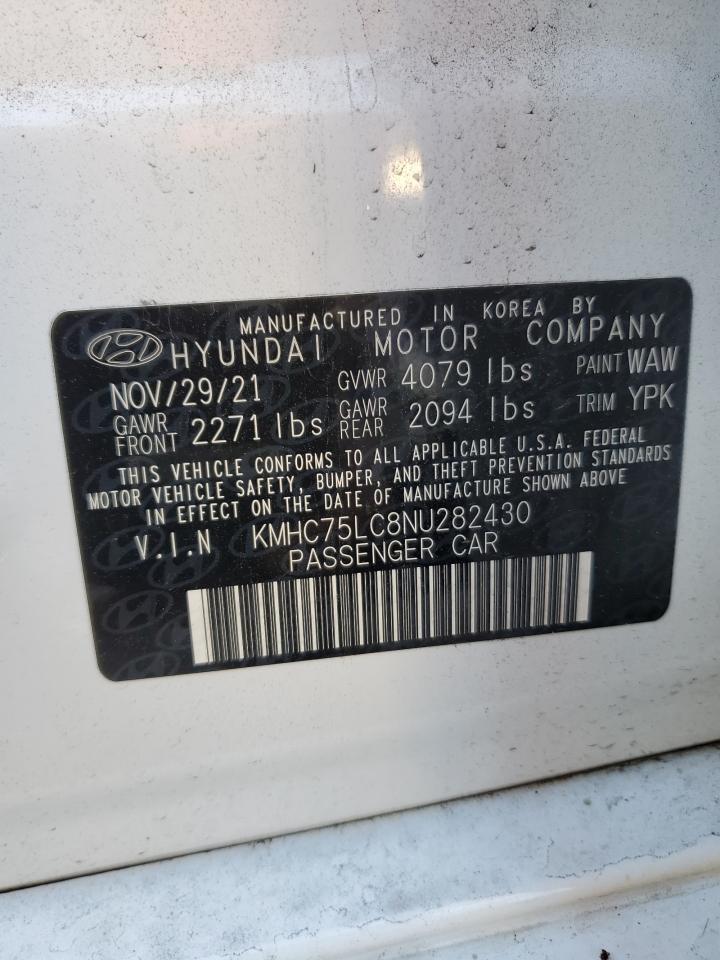 MANUFACTURED IN KOREA BY
HYUNDAI MOTOR COMPANY
NOV/29/21 GVWR 4079 lbs PAINT WAW
GAWR FRONT 2271 lbs GAWR REAR 2094 lbs TRIM YPK
THIS VEHICLE CONFORMS TO ALL APPLICABLE U.S.A. FEDERAL
MOTOR VEHICLE SAFETY, BUMPER, AND THEFT PREVENTION STANDARDS
IN EFFECT ON THE DATE OF MANUFACTURE SHOWN ABOVE
V.I.N KMHC75LC8NU282430
PASSENGER CAR